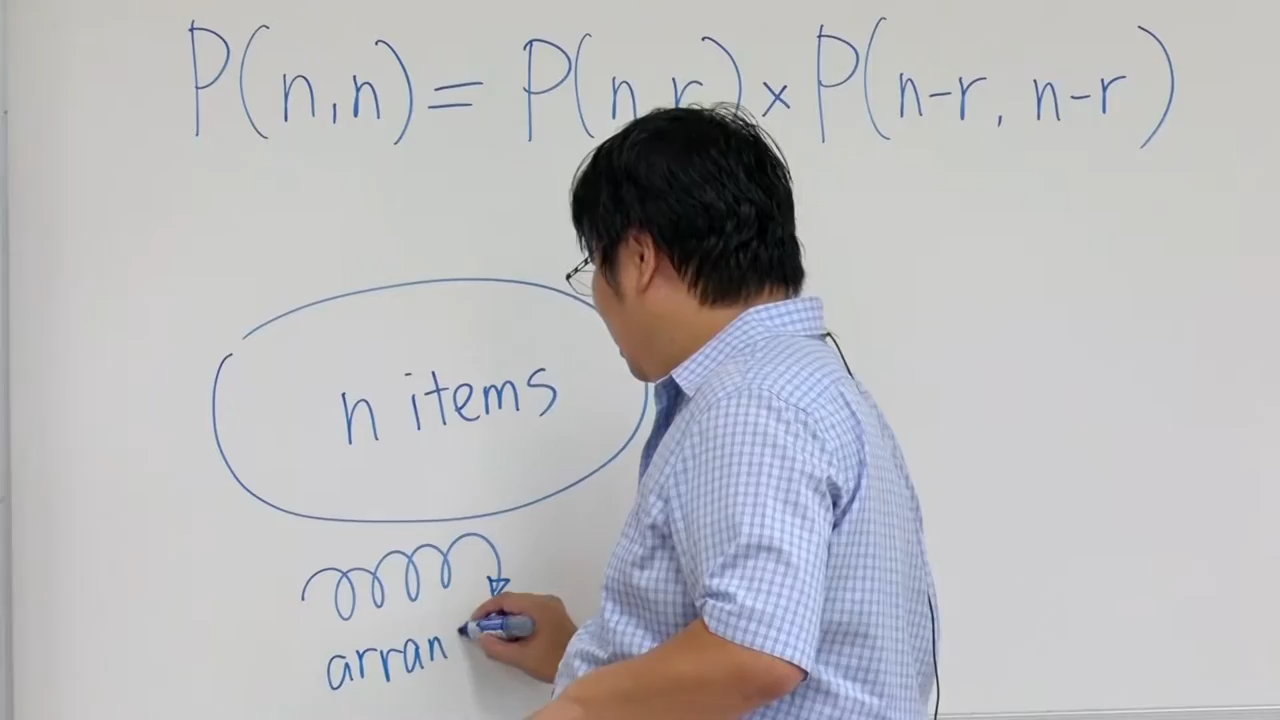 P(n,n) = P(n,r) × P(n-r, n-r)
n items
arran